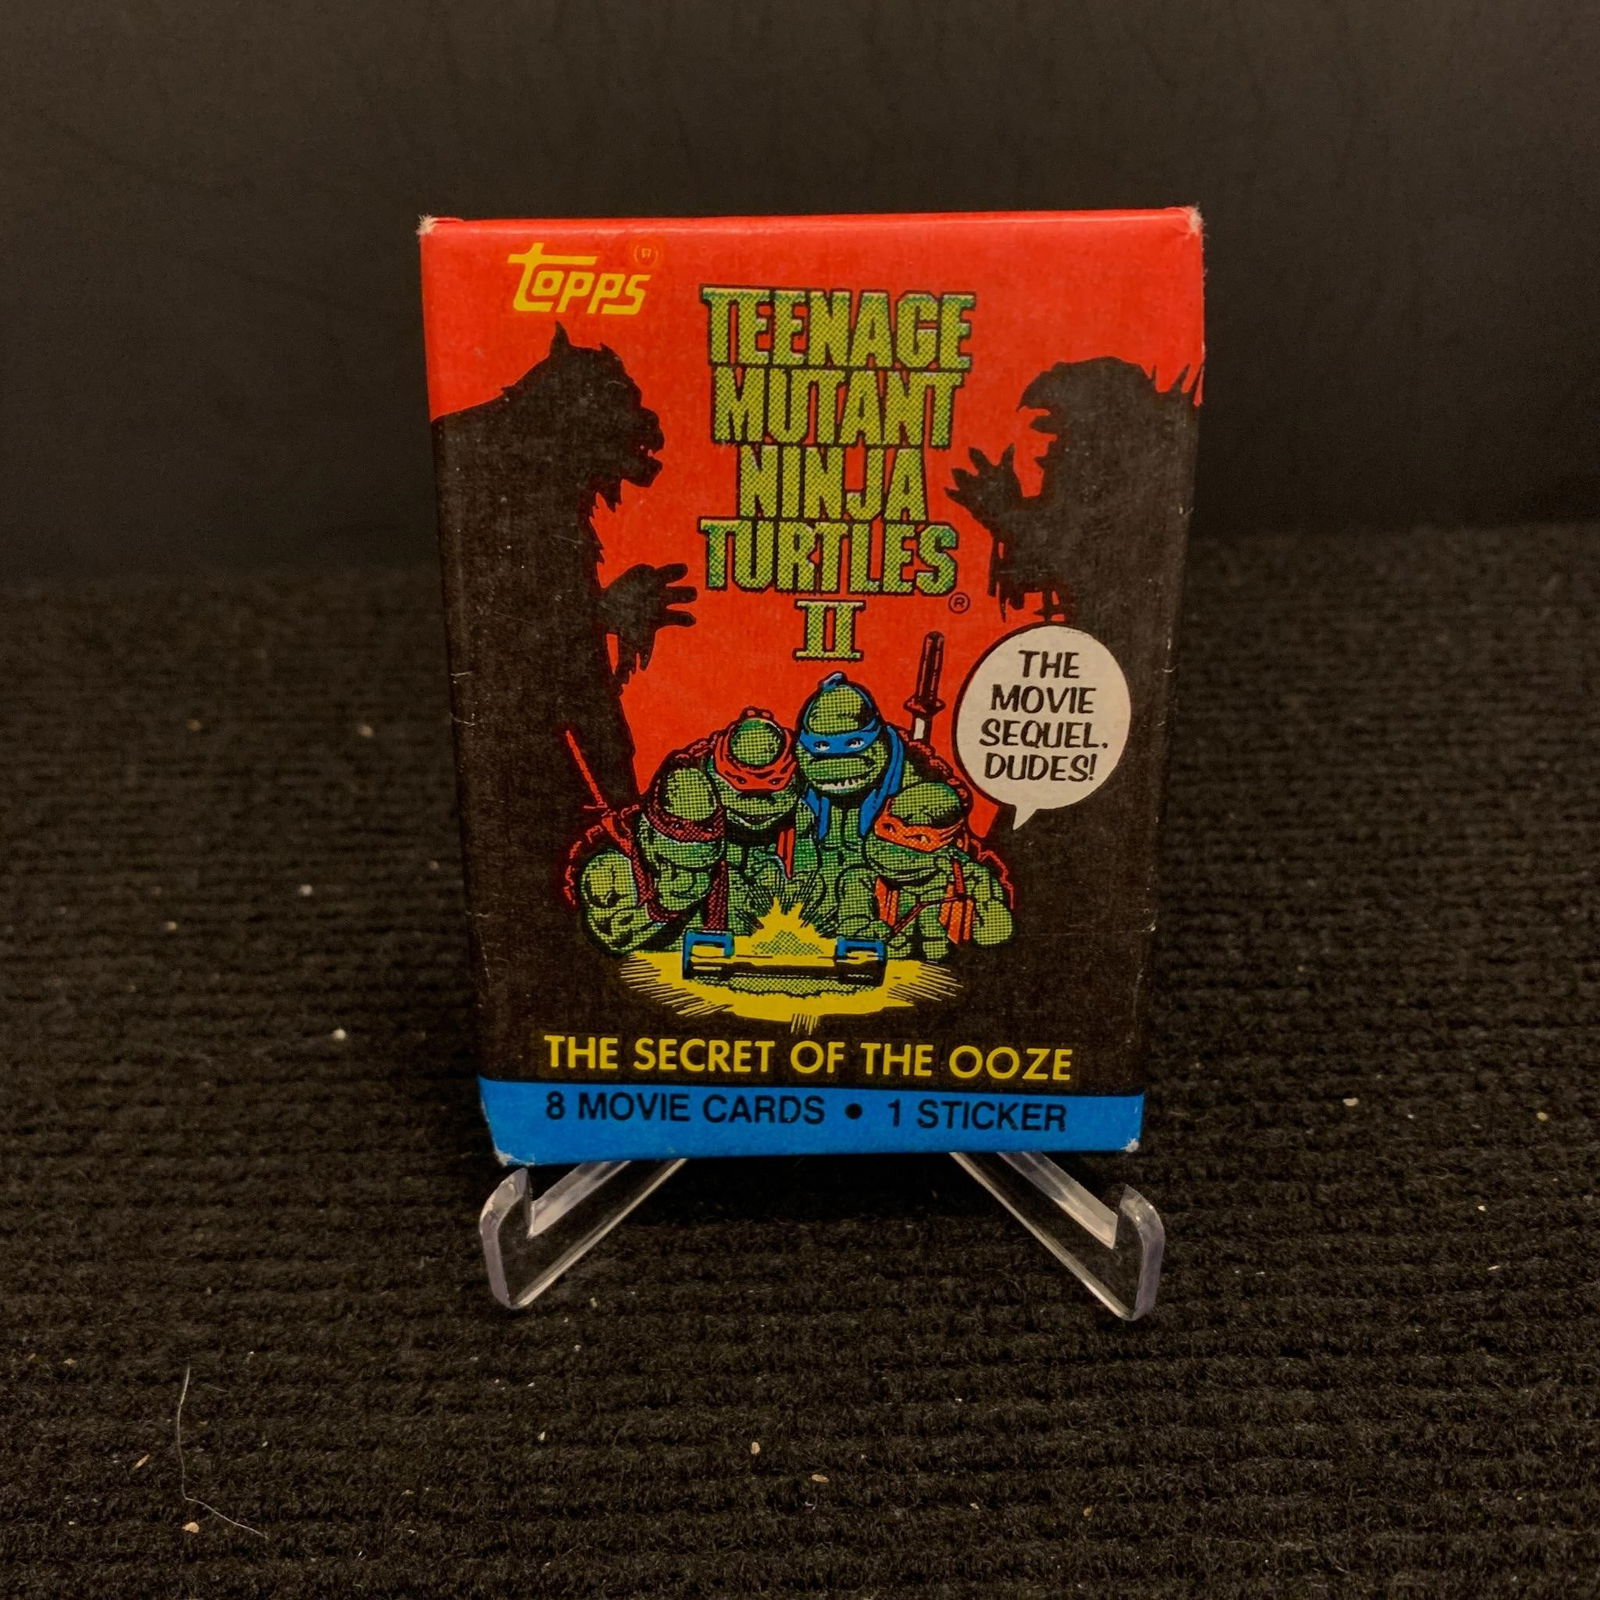 topps
TEENAGE
MUTANT
NINJA
TURTLES®
II
THE
MOVIE
SEQUEL,
DUDES!
THE SECRET OF THE OOZE
8 MOVIE CARDS • 1 STICKER